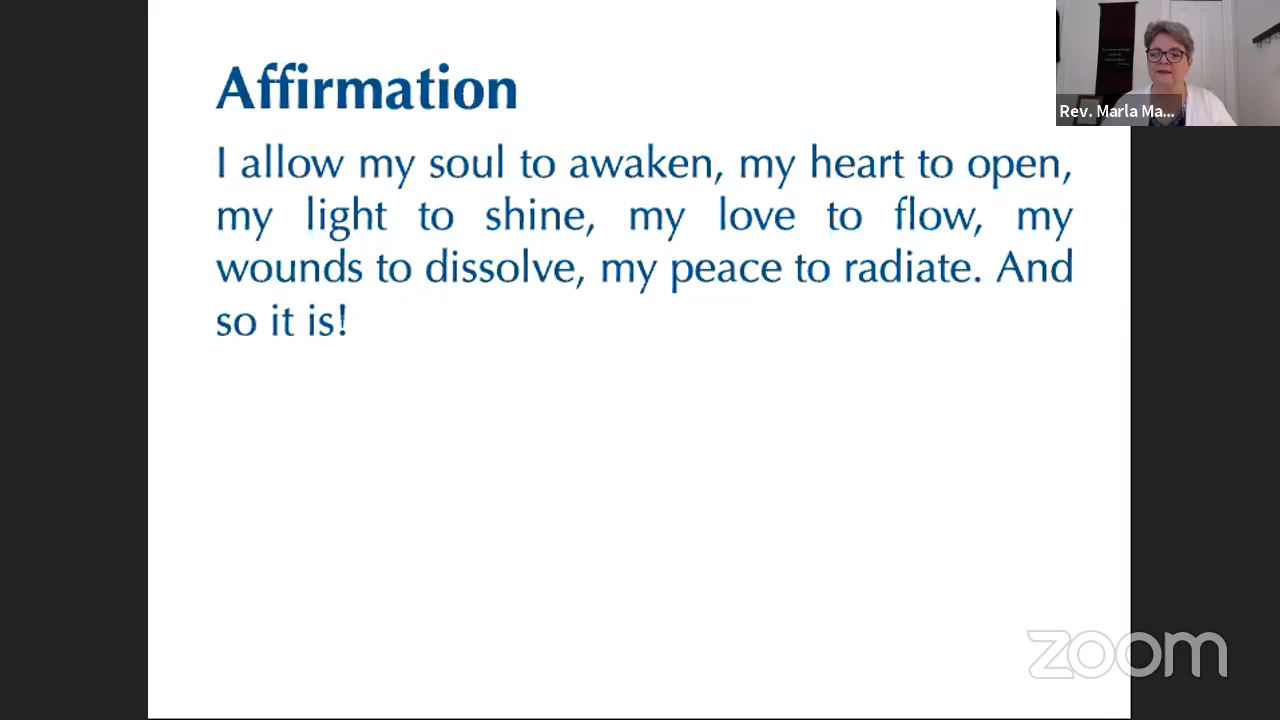 Affirmation
I allow my soul to awaken, my heart to open,
my light to shine, my love to flow, my
wounds to dissolve, my peace to radiate. And
so it is!
Rev. Marla Ma...
zoom